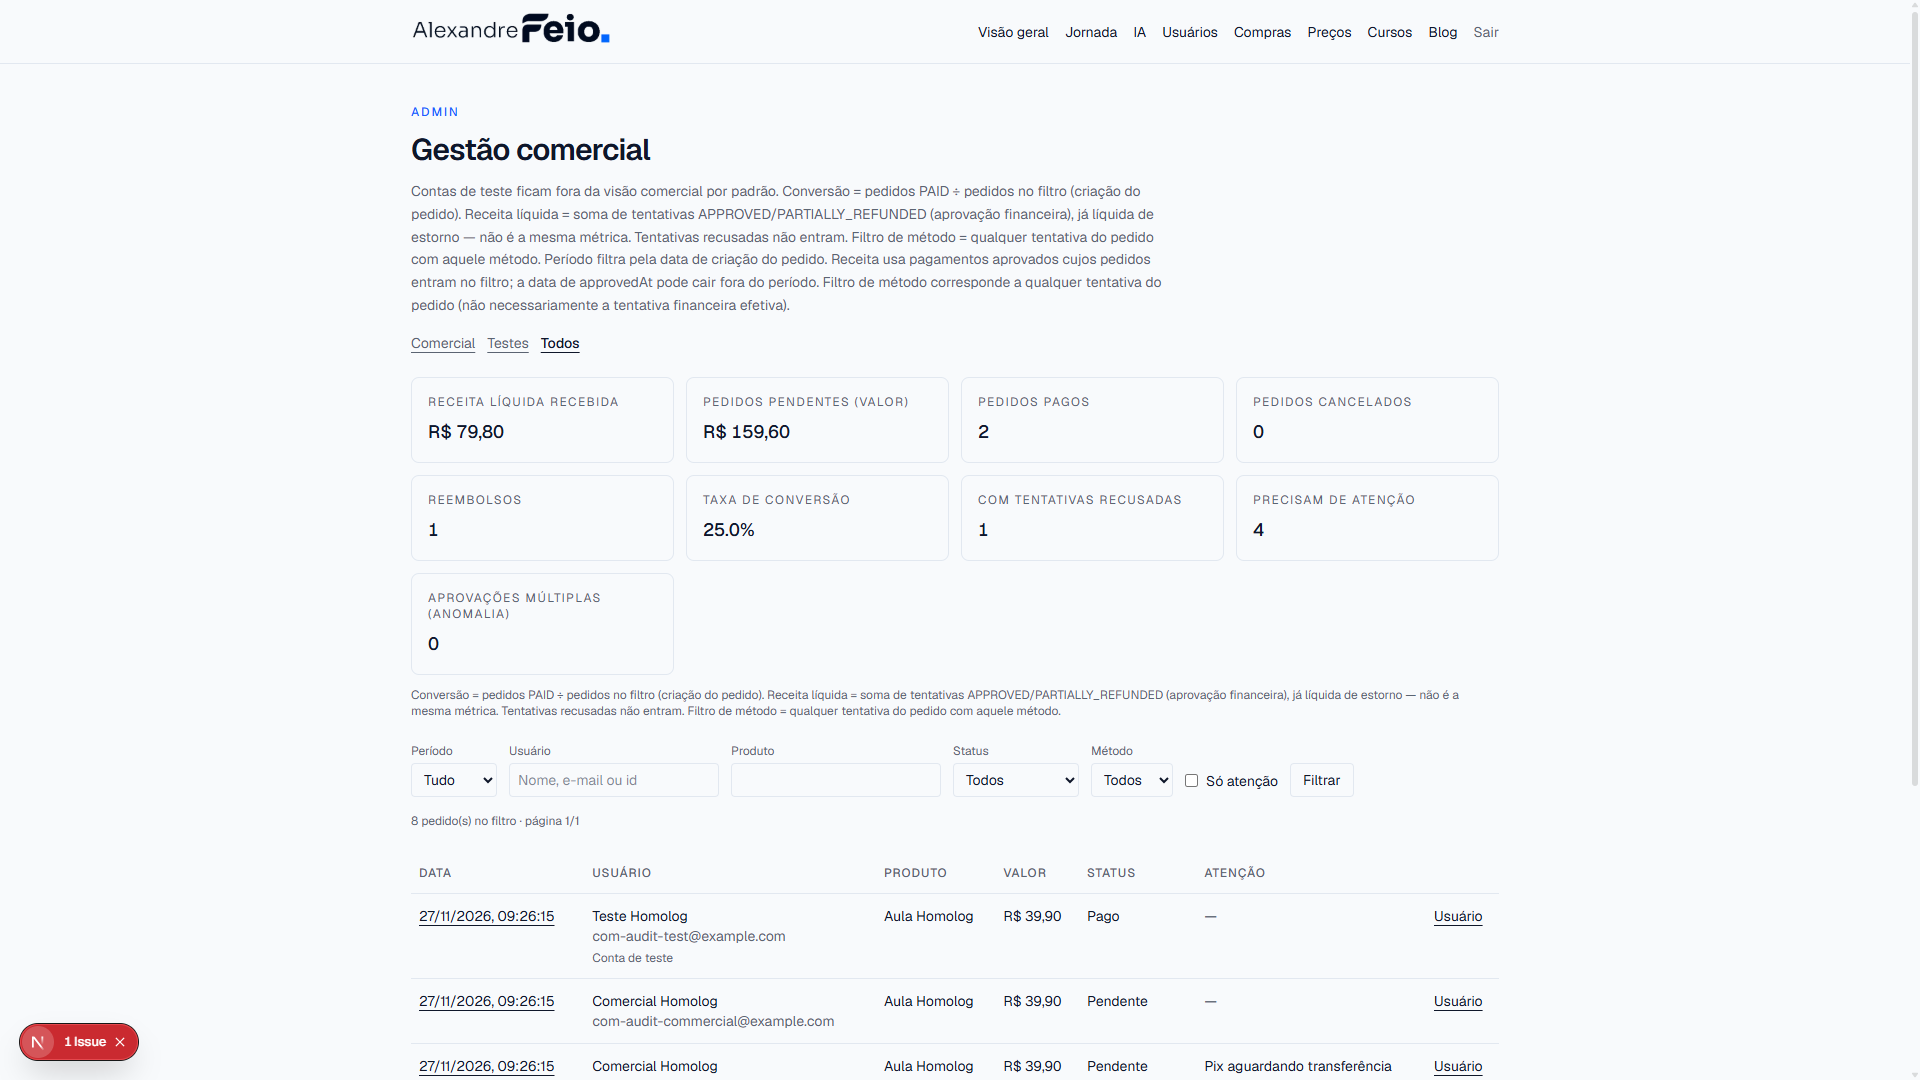 AlexandreFeio.
Visão geral Jornada IA Usuários Compras Preços Cursos Blog Sair
ADMIN
Gestão comercial
Contas de teste ficam fora da visão comercial por padrão. Conversão = pedidos PAID ÷ pedidos no filtro (criação do
pedido). Receita líquida = soma de tentativas APPROVED/PARTIALLY_REFUNDED (aprovação financeira), já líquida de
estorno — não é a mesma métrica. Tentativas recusadas não entram. Filtro de método = qualquer tentativa do pedido
com aquele método. Período filtra pela data de criação do pedido. Receita usa pagamentos aprovados cujos pedidos
entram no filtro; a data de approvedAt pode cair fora do período. Filtro de método corresponde a qualquer tentativa do
pedido (não necessariamente a tentativa financeira efetiva).
Comercial Testes Todos
RECEITA LÍQUIDA RECEBIDA
R$ 79,80
PEDIDOS PENDENTES (VALOR)
R$ 159,60
PEDIDOS PAGOS
2
PEDIDOS CANCELADOS
0
REEMBOLSOS
1
TAXA DE CONVERSÃO
25.0%
COM TENTATIVAS RECUSADAS
1
PRECISAM DE ATENÇÃO
4
APROVAÇÕES MÚLTIPLAS
(ANOMALIA)
0
Conversão = pedidos PAID ÷ pedidos no filtro (criação do pedido). Receita líquida = soma de tentativas APPROVED/PARTIALLY_REFUNDED (aprovação financeira), já líquida de estorno — não é a
mesma métrica. Tentativas recusadas não entram. Filtro de método = qualquer tentativa do pedido com aquele método.
Período Usuário Produto Status Método
Tudo Nome, e-mail ou id Todos Todos Só atenção Filtrar
8 pedido(s) no filtro · página 1/1
DATA USUÁRIO PRODUTO VALOR STATUS ATENÇÃO
27/11/2026, 09:26:15 Teste Homolog Aula Homolog R$ 39,90 Pago — Usuário
com-audit-test@example.com
Conta de teste
27/11/2026, 09:26:15 Comercial Homolog Aula Homolog R$ 39,90 Pendente — Usuário
com-audit-commercial@example.com
27/11/2026, 09:26:15 Comercial Homolog Aula Homolog R$ 39,90 Pendente Pix aguardando transferência Usuário
N 1 Issue